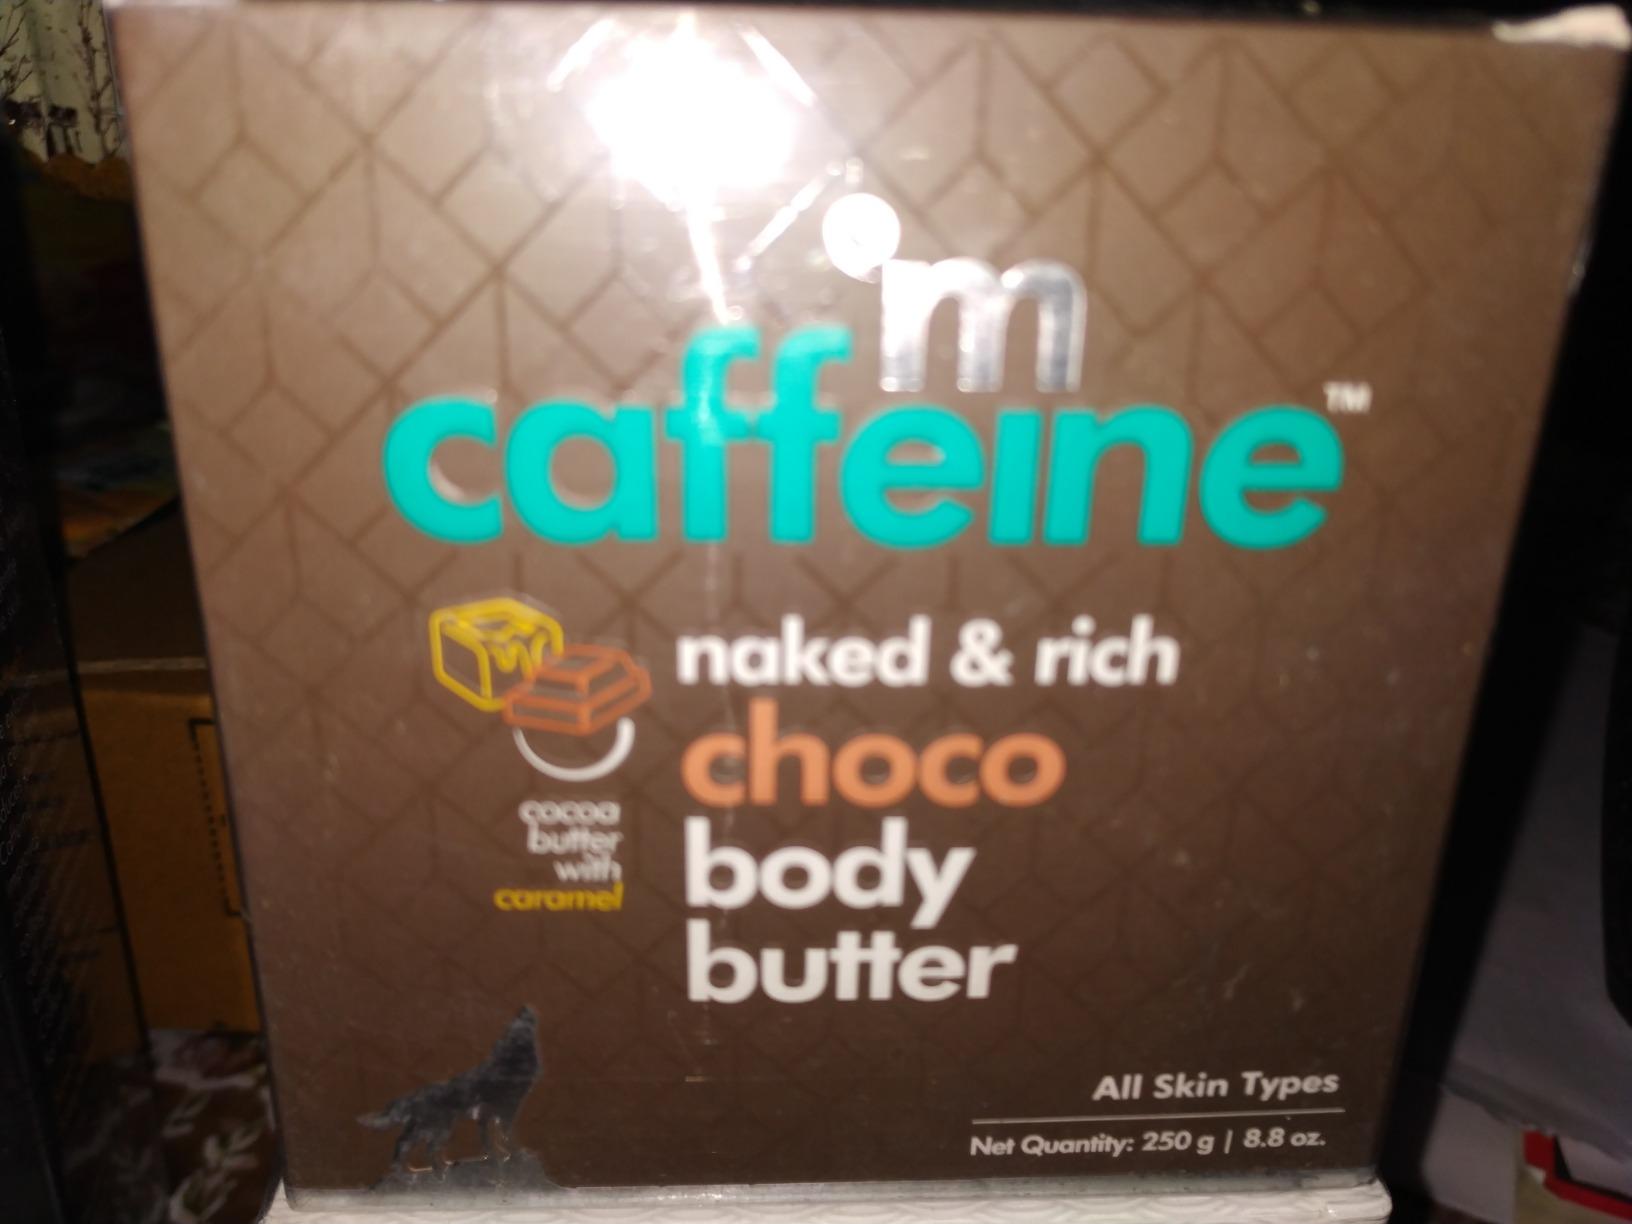 m
caffeine™
naked & rich
choco
body
butter
cocoa
butter
with
caramel
All Skin Types
Net Quantity: 250 g | 8.8 oz.